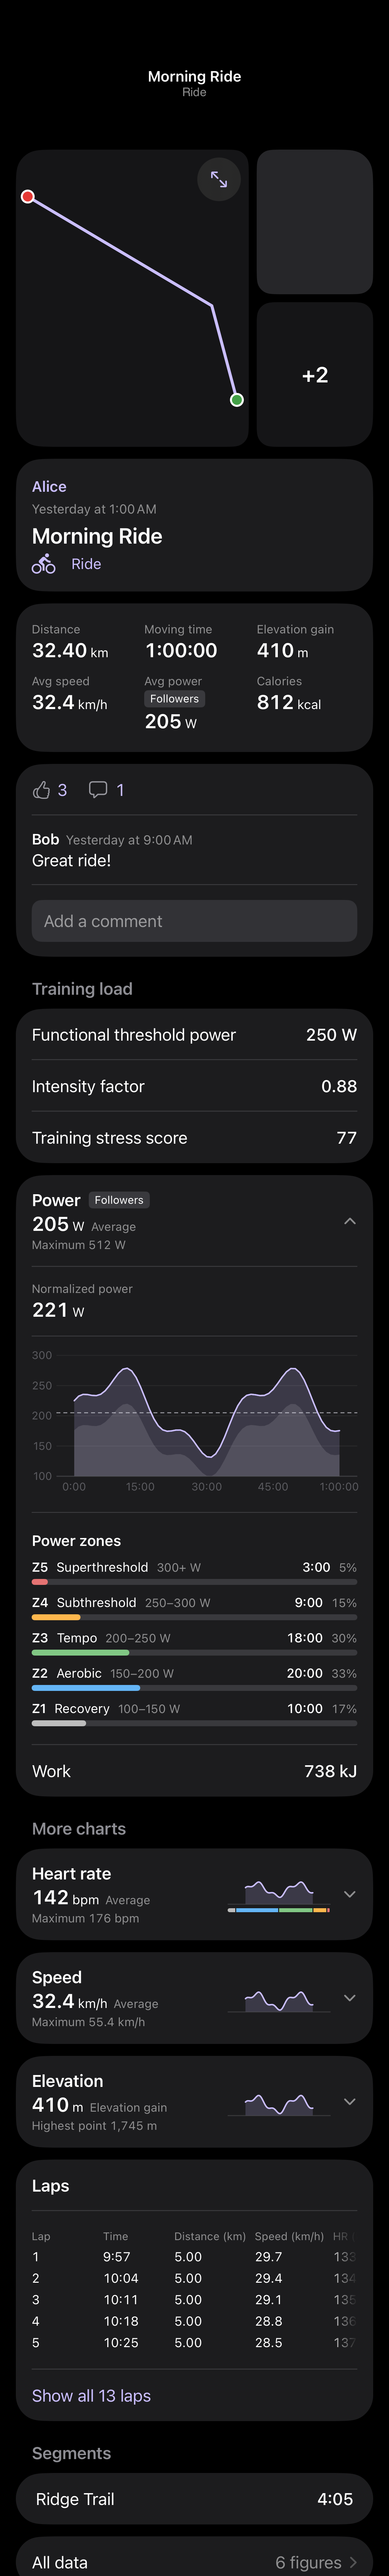 Morning Ride
Ride
+2
Alice
Yesterday at 1:00 AM
Morning Ride
Ride
Distance Moving time Elevation gain
32.40 km 1:00:00 410 m
Avg speed Avg power Calories
Followers
32.4 km/h 205 W 812 kcal
3 1
Bob Yesterday at 9:00 AM
Great ride!
Add a comment
Training load
Functional threshold power 250 W
Intensity factor 0.88
Training stress score 77
Power Followers
205 W Average
Maximum 512 W
Normalized power
221 W
300
250
200
150
100
0:00 15:00 30:00 45:00 1:00:00
Power zones
Z5 Superthreshold 300+ W 3:00 5%
Z4 Subthreshold 250–300 W 9:00 15%
Z3 Tempo 200–250 W 18:00 30%
Z2 Aerobic 150–200 W 20:00 33%
Z1 Recovery 100–150 W 10:00 17%
Work 738 kJ
More charts
Heart rate
142 bpm Average
Maximum 176 bpm
Speed
32.4 km/h Average
Maximum 55.4 km/h
Elevation
410 m Elevation gain
Highest point 1,745 m
Laps
Lap Time Distance (km) Speed (km/h) HR
1 9:57 5.00 29.7 133
2 10:04 5.00 29.4 134
3 10:11 5.00 29.1 135
4 10:18 5.00 28.8 136
5 10:25 5.00 28.5 137
Show all 13 laps
Segments
Ridge Trail 4:05
All data 6 figures